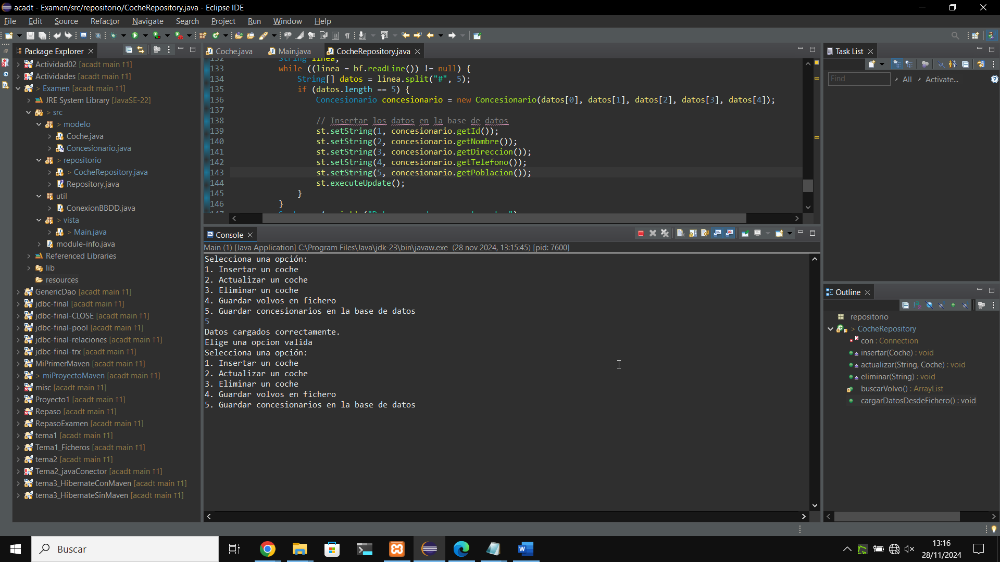 acadt - Examen/src/repositorio/CocheRepository.java - Eclipse IDE
File Edit Source Refactor Navigate Search Project Run Window Help
Package Explorer
Actividad02 [acadt main ↑1]
Actividades [acadt main ↑1]
> Examen [acadt main ↑1]
JRE System Library [JavaSE-22]
> src
> modelo
Coche.java
Concesionario.java
> repositorio
> CocheRepository.java
Repository.java
util
ConexionBBDD.java
> vista
> Main.java
module-info.java
Referenced Libraries
lib
resources
GenericDao [acadt main ↑1]
jdbc-final [acadt main ↑1]
jdbc-final-CLOSE [acadt main ↑1]
jdbc-final-pool [acadt main ↑1]
jdbc-final-relaciones [acadt main ↑1]
jdbc-final-trx [acadt main ↑1]
MiPrimerMaven [acadt main ↑1]
> miProyectoMaven [acadt main ↑1]
misc [acadt main ↑1]
Proyecto1 [acadt main ↑1]
Repaso [acadt main ↑1]
RepasoExamen [acadt main ↑1]
tema1 [acadt main ↑1]
Tema1_Ficheros [acadt main ↑1]
tema2 [acadt main ↑1]
Tema2_javaConector [acadt main ↑1]
tema3_HibernateConMaven [acadt main ↑1]
tema3_HibernateSinMaven [acadt main ↑1]
Coche.java Main.java CocheRepository.java
132 String linea;
133 while ((linea = bf.readLine()) != null) {
134 String[] datos = linea.split("#", 5);
135 if (datos.length == 5) {
136 Concesionario concesionario = new Concesionario(datos[0], datos[1], datos[2], datos[3], datos[4]);
137
138 // Insertar los datos en la base de datos
139 st.setString(1, concesionario.getId());
140 st.setString(2, concesionario.getNombre());
141 st.setString(3, concesionario.getDireccion());
142 st.setString(4, concesionario.getTelefono());
143 st.setString(5, concesionario.getPoblacion());
144 st.executeUpdate();
145 }
146 }
Console
Main (1) [Java Application] C:\Program Files\Java\jdk-23\bin\javaw.exe (28 nov 2024, 13:15:45) [pid: 7600]
Selecciona una opción:
1. Insertar un coche
2. Actualizar un coche
3. Eliminar un coche
4. Guardar volvos en fichero
5. Guardar concesionarios en la base de datos
5
Datos cargados correctamente.
Elige una opcion valida
Selecciona una opción:
1. Insertar un coche
2. Actualizar un coche
3. Eliminar un coche
4. Guardar volvos en fichero
5. Guardar concesionarios en la base de datos
Task List
Find All Activate...
Outline
repositorio
> CocheRepository
con : Connection
insertar(Coche) : void
actualizar(String, Coche) : void
eliminar(String) : void
buscarVolvo() : ArrayList
cargarDatosDesdeFichero() : void
Buscar
13:16
28/11/2024